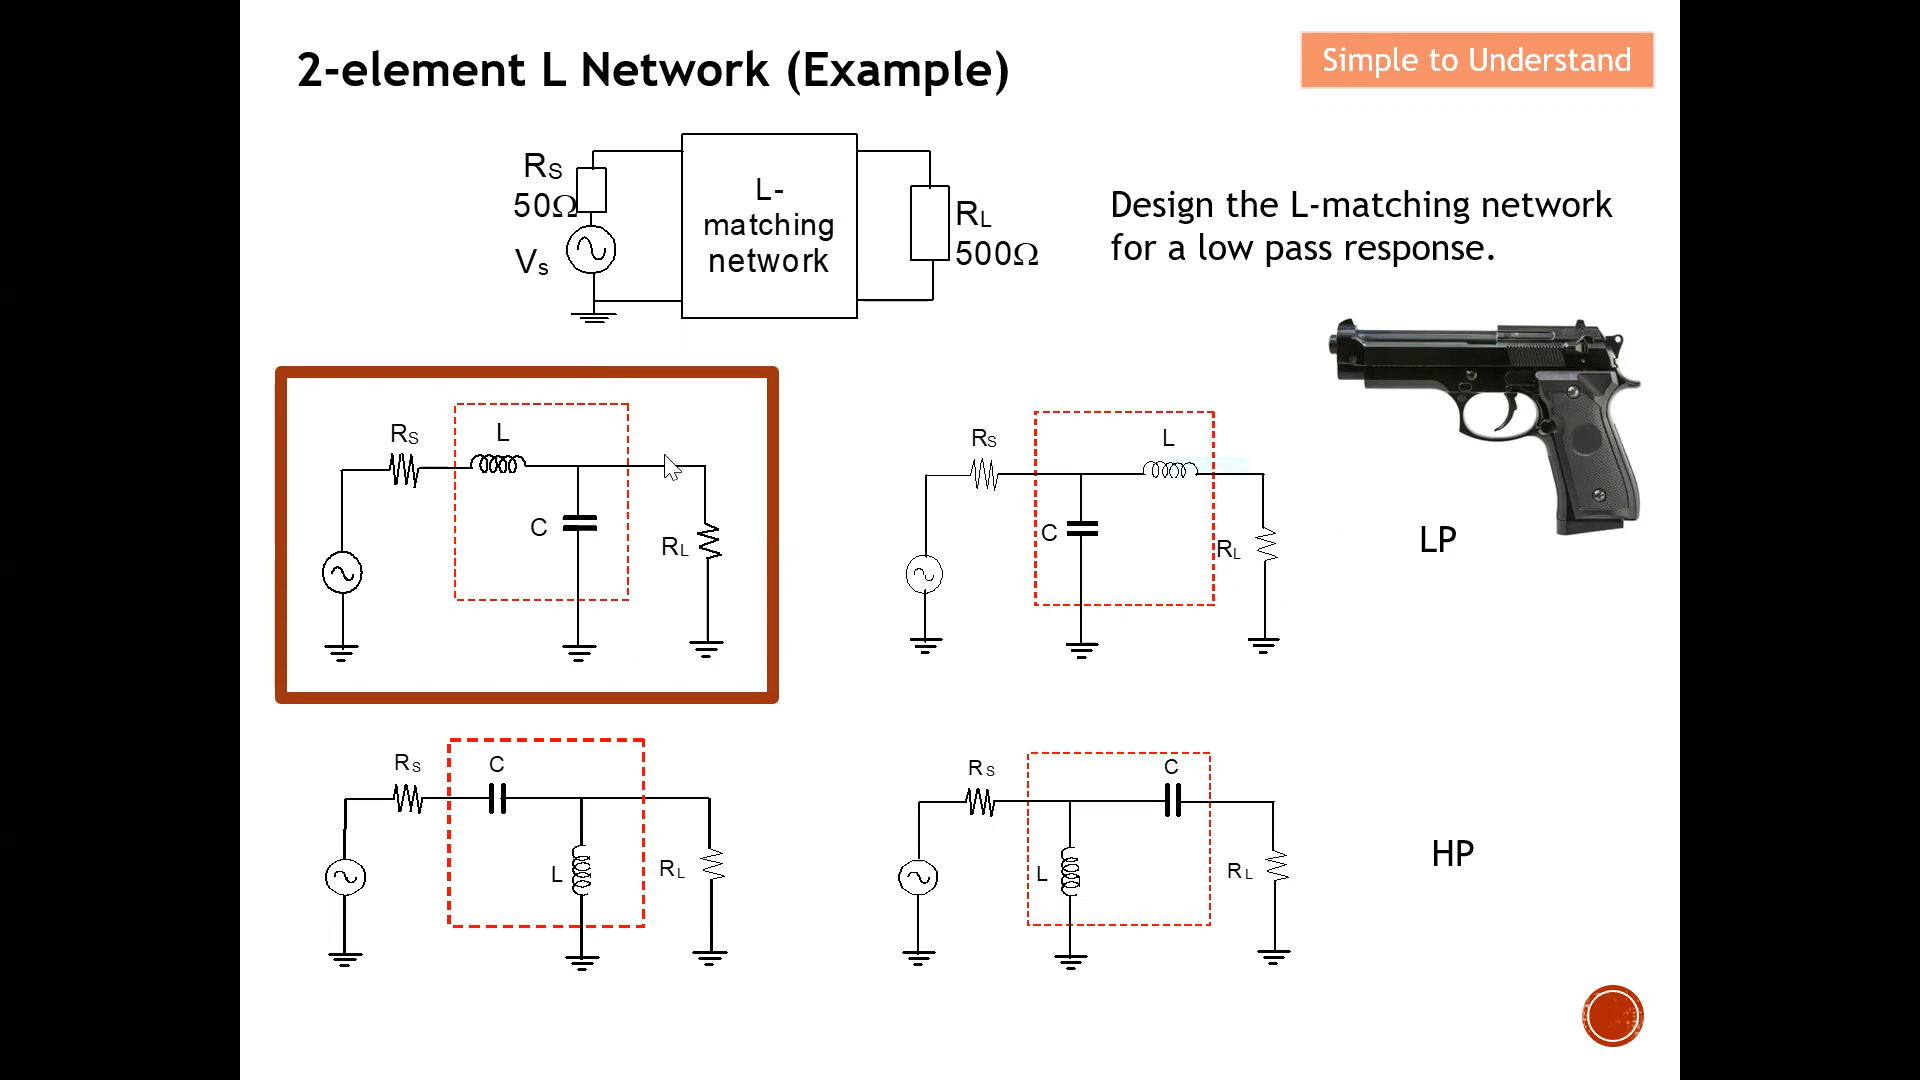 2-element L Network (Example)
Simple to Understand
RS
50Ω
Vs
L-
matching
network
RL
500Ω
Design the L-matching network
for a low pass response.
RS
L
C
RL
RS
L
C
RL
LP
RS
C
L
RL
RS
C
L
RL
HP